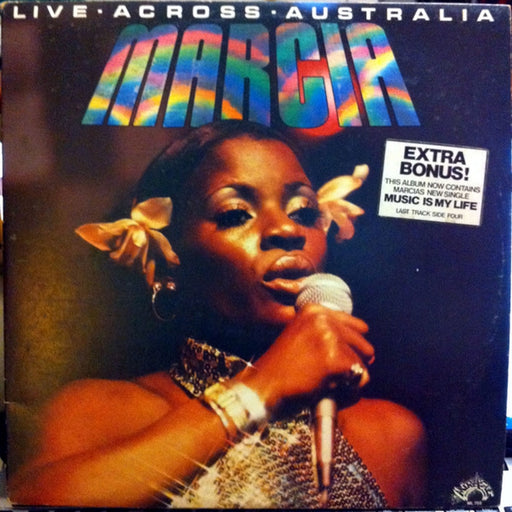 LIVE·ACROSS·AUSTRALIA
MARCIA
EXTRA
BONUS!
THIS ALBUM NOW CONTAINS
MARCIAS NEW SINGLE
MUSIC IS MY LIFE
LAST TRACK SIDE FOUR